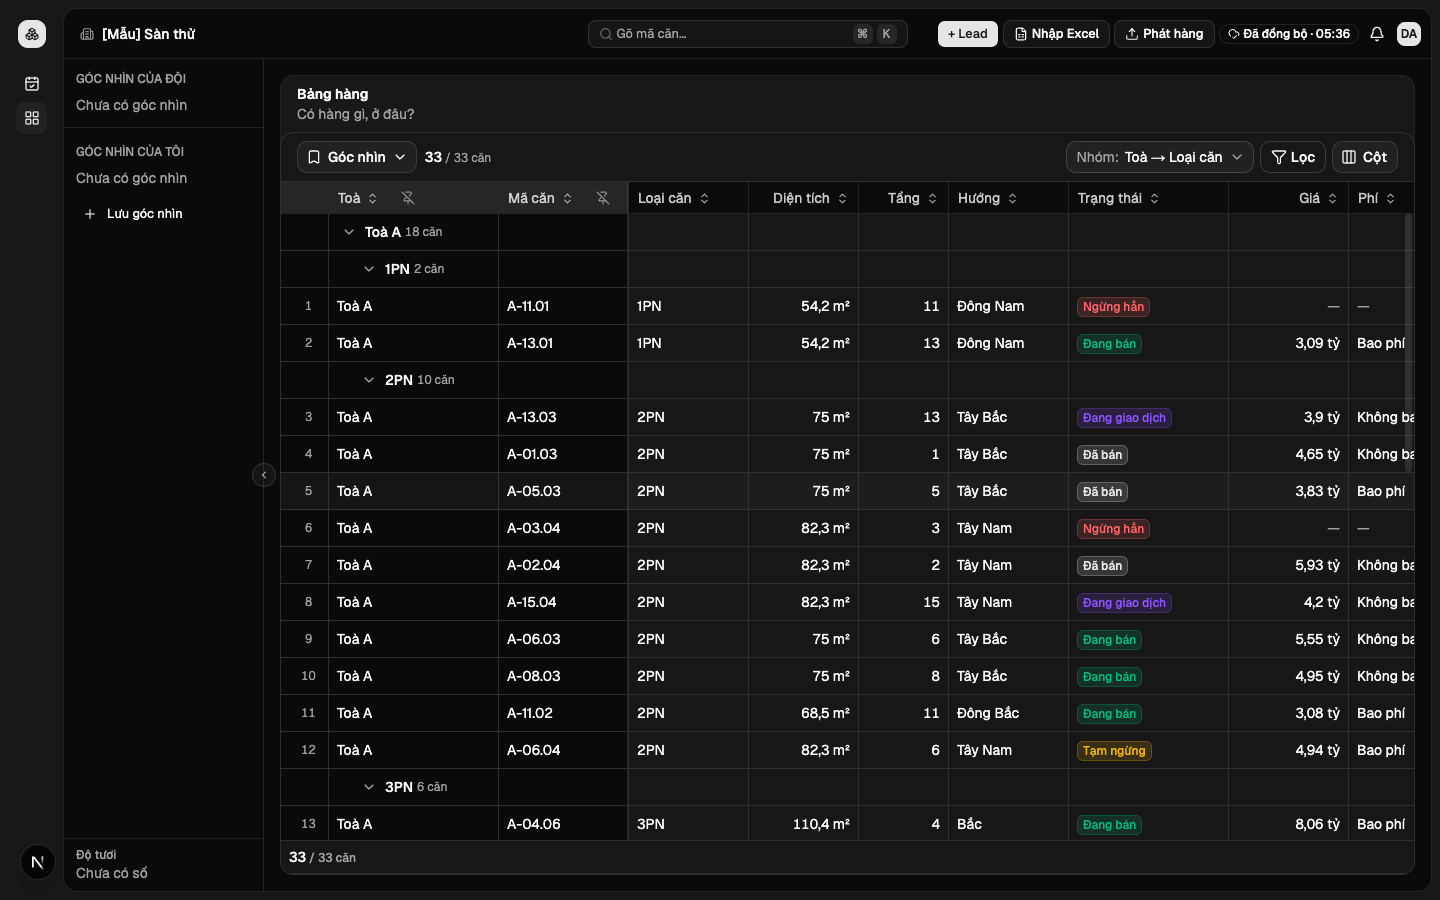 [Mẫu] Sàn thử
Gõ mã căn...
⌘ K
+ Lead
Nhập Excel
Phát hành
Đã đồng bộ · 05:36
DA
GÓC NHÌN CỦA ĐỘI
Chưa có góc nhìn
GÓC NHÌN CỦA TÔI
Chưa có góc nhìn
+ Lưu góc nhìn
Độ tươi
Chưa có số
N
Bảng hàng
Có hàng gì, ở đâu?
Góc nhìn
33 / 33 căn
Nhóm: Toà → Loại căn
Lọc
Cột
Toà Mã căn Loại căn Diện tích Tầng Hướng Trạng thái Giá Phí
Toà A 18 căn
1PN 2 căn
1 Toà A A-11.01 1PN 54,2 m² 11 Đông Nam Ngừng hẳn — —
2 Toà A A-13.01 1PN 54,2 m² 13 Đông Nam Đang bán 3,09 tỷ Bao phí
2PN 10 căn
3 Toà A A-13.03 2PN 75 m² 13 Tây Bắc Đang giao dịch 3,9 tỷ Không ba
4 Toà A A-01.03 2PN 75 m² 1 Tây Bắc Đã bán 4,65 tỷ Không ba
5 Toà A A-05.03 2PN 75 m² 5 Tây Bắc Đã bán 3,83 tỷ Bao phí
6 Toà A A-03.04 2PN 82,3 m² 3 Tây Nam Ngừng hẳn — —
7 Toà A A-02.04 2PN 82,3 m² 2 Tây Nam Đã bán 5,93 tỷ Không ba
8 Toà A A-15.04 2PN 82,3 m² 15 Tây Nam Đang giao dịch 4,2 tỷ Không ba
9 Toà A A-06.03 2PN 75 m² 6 Tây Bắc Đang bán 5,55 tỷ Không ba
10 Toà A A-08.03 2PN 75 m² 8 Tây Bắc Đang bán 4,95 tỷ Không ba
11 Toà A A-11.02 2PN 68,5 m² 11 Đông Bắc Đang bán 3,08 tỷ Bao phí
12 Toà A A-06.04 2PN 82,3 m² 6 Tây Nam Tạm ngừng 4,94 tỷ Bao phí
3PN 6 căn
13 Toà A A-04.06 3PN 110,4 m² 4 Bắc Đang bán 8,06 tỷ Bao phí
33 / 33 căn